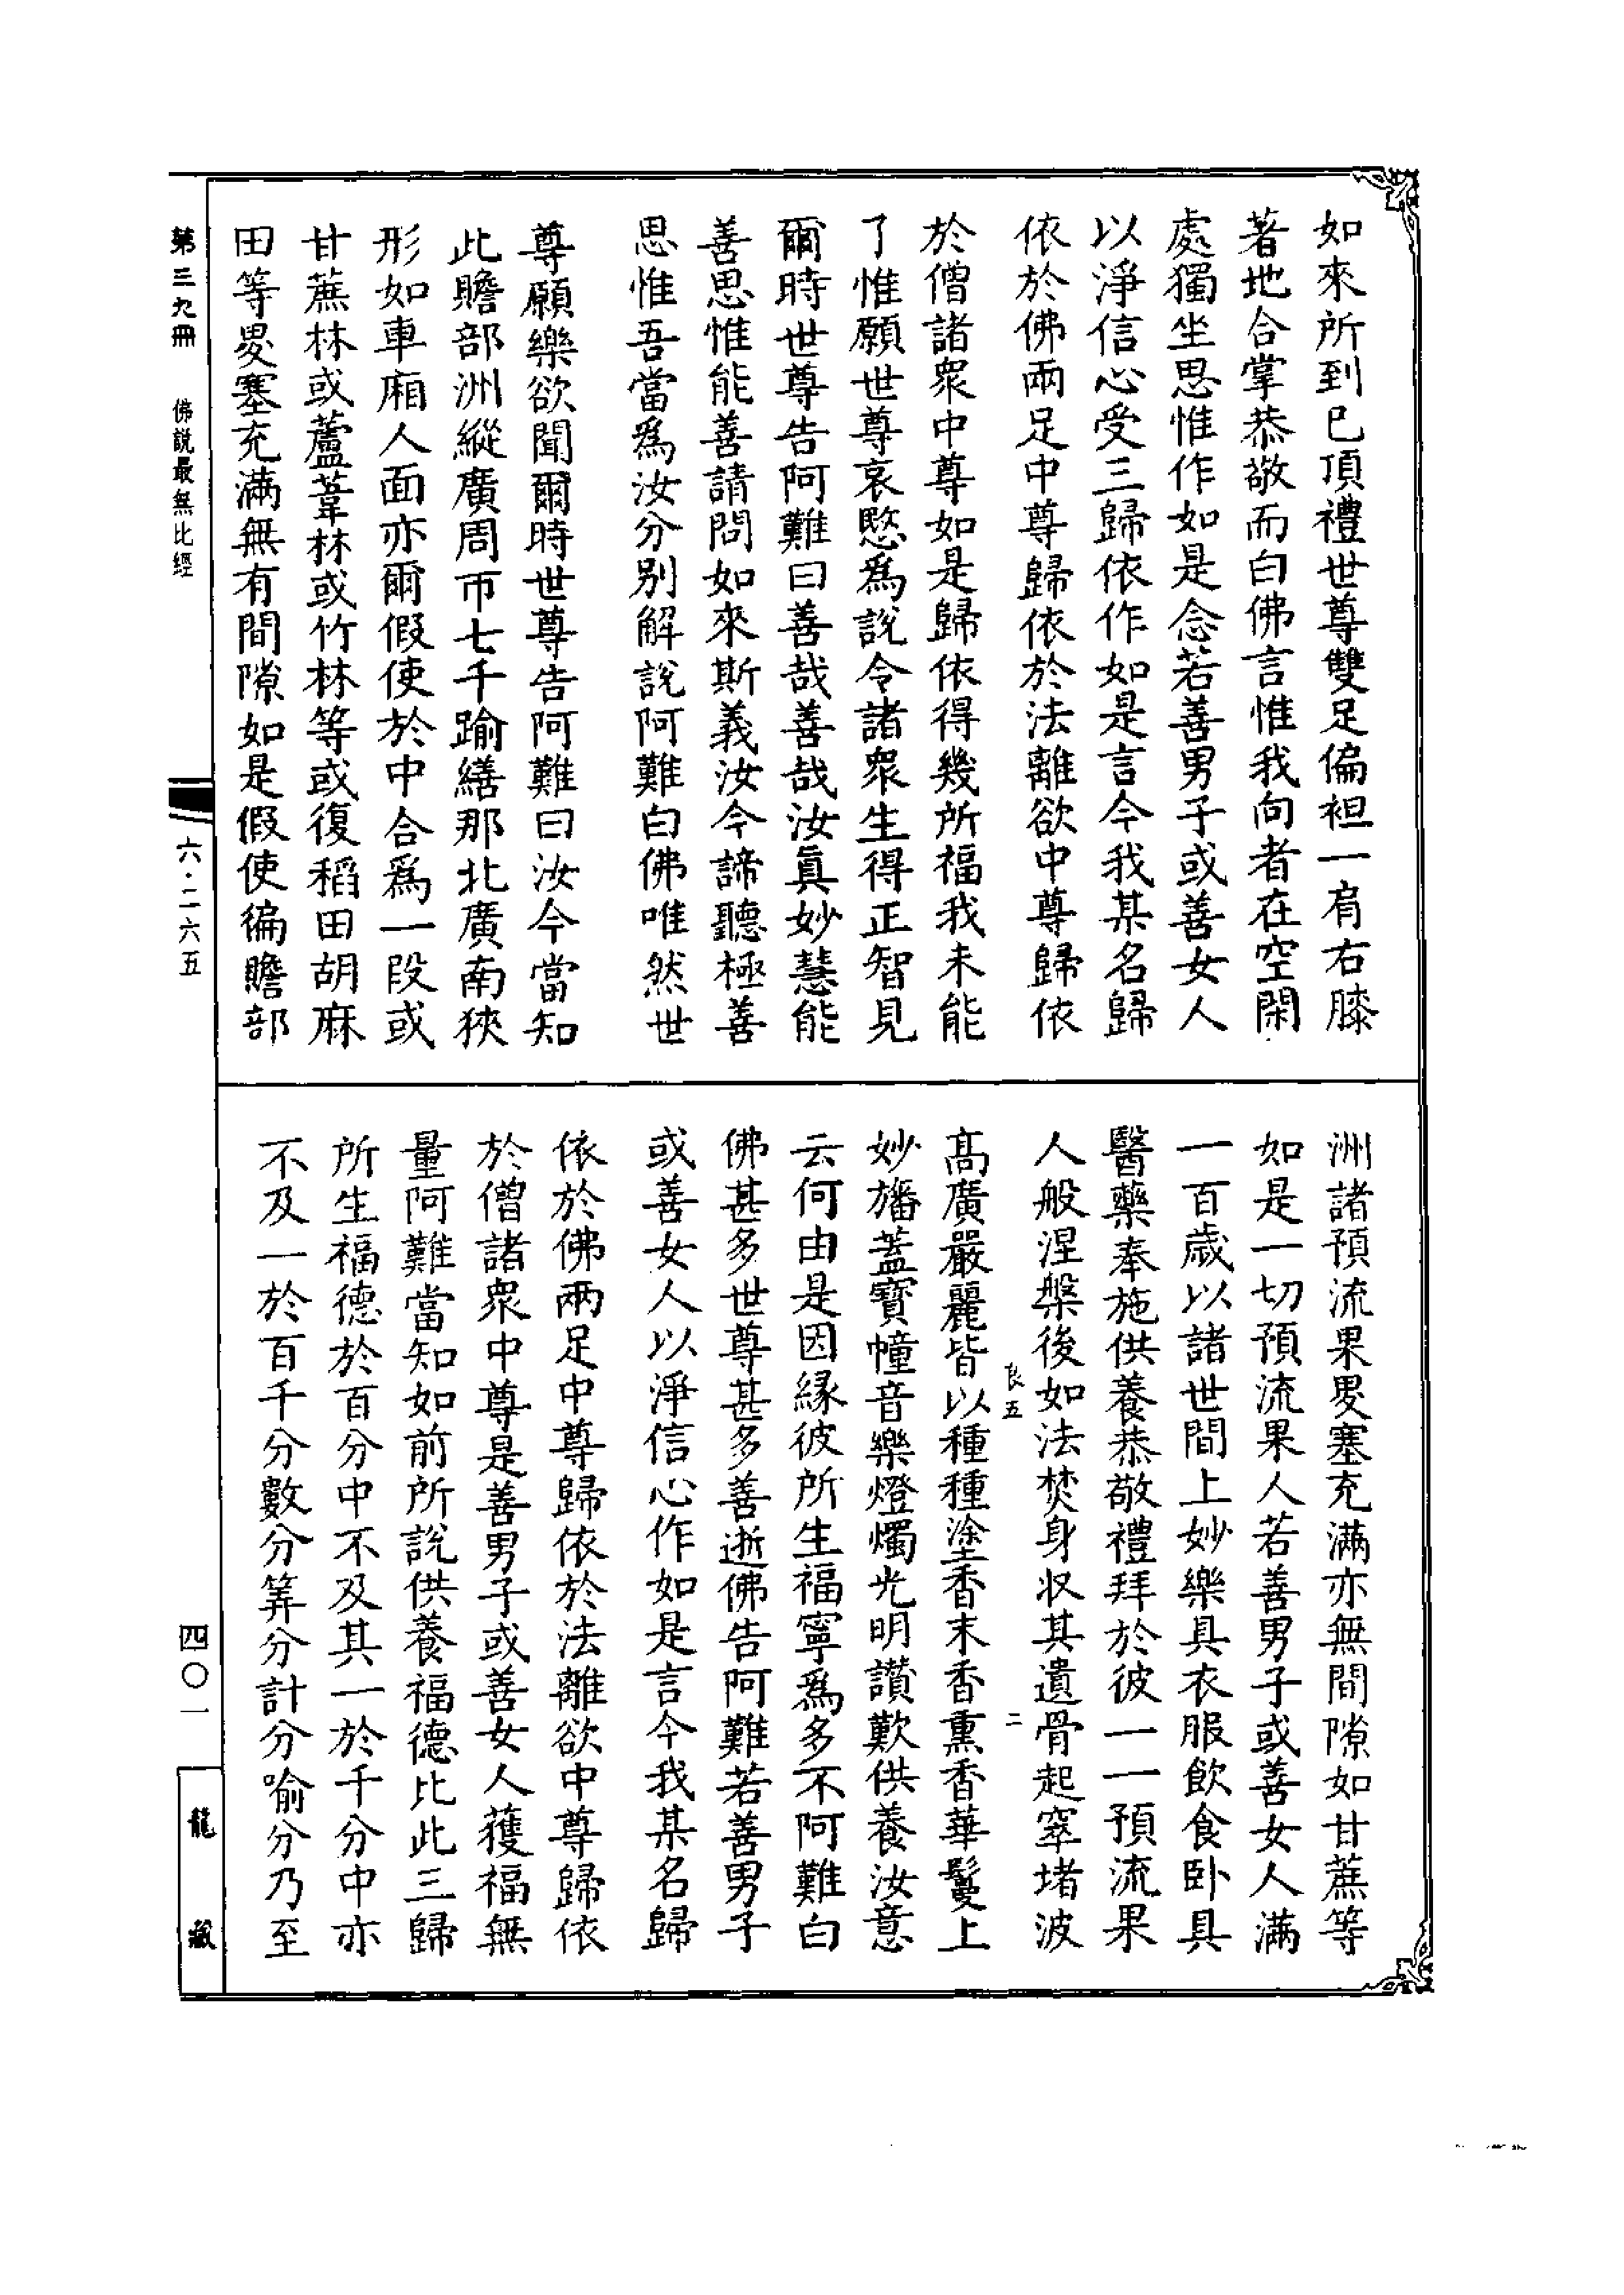 如來所到已頂禮世尊雙足偏袒一肩右膝
著地合掌恭敬而白佛言惟我向者在空閑
處獨坐思惟作如是念若善男子或善女人
以淨信心受三歸依作如是言今我某名歸
依於佛兩足中尊歸依於法離欲中尊歸依
於僧諸衆中尊如是歸依得幾所福我未能
了惟願世尊哀愍爲說令諸衆生得正智見
爾時世尊告阿難曰善哉善哉汝眞妙慧能
善思惟能善請問如來斯義汝今諦聽極善
思惟吾當爲汝分別解說阿難白佛唯然世
尊願樂欲聞爾時世尊告阿難曰汝今當知
此贍部洲縱廣周帀七千踰繕那北廣南狹
形如車廂人面亦爾假使於中合爲一段或
甘蔗林或蘆葦林或竹林等或復稻田胡麻
田等畟塞充滿無有間隙如是假使徧贍部
洲諸預流果畟塞充滿亦無間隙如甘蔗等
如是一切預流果人若善男子或善女人滿
一百歲以諸世間上妙樂具衣服飲食卧具
醫藥奉施供養恭敬禮拜於彼一一預流果
人般涅槃後如法焚身收其遺骨起窣堵波
良五 二
高廣嚴麗皆以種種塗香末香熏香華鬘上
妙旛蓋寶幢音樂燈燭光明讚歎供養汝意
云何由是因緣彼所生福寧爲多不阿難白
佛甚多世尊甚多善逝佛告阿難若善男子
或善女人以淨信心作如是言今我某名歸
依於佛兩足中尊歸依於法離欲中尊歸依
於僧諸衆中尊是善男子或善女人獲福無
量阿難當知如前所說供養福德比此三歸
所生福德於百分中不及其一於千分中亦
不及一於百千分數分筭分計分喻分乃至
第三九冊 佛說最無比經
六·二六五
四〇一
龍藏